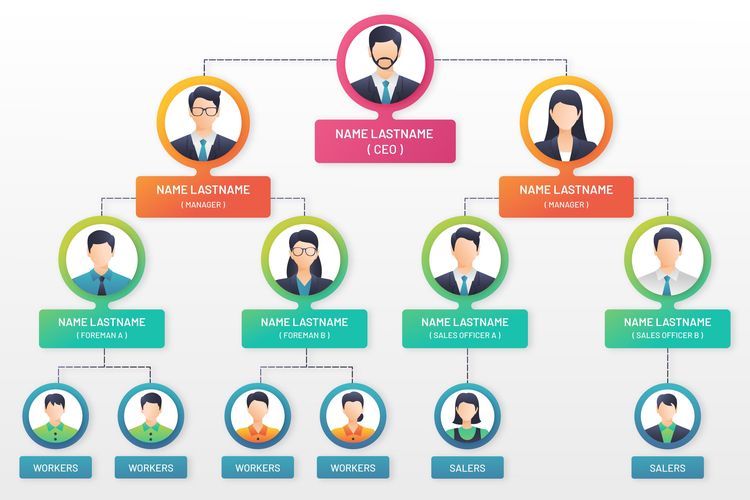 NAME LASTNAME
( CEO )
NAME LASTNAME
( MANAGER )
NAME LASTNAME
( MANAGER )
NAME LASTNAME
( FOREMAN A )
NAME LASTNAME
( FOREMAN B )
NAME LASTNAME
( SALES OFFICER A )
NAME LASTNAME
( SALES OFFICER B )
WORKERS
WORKERS
WORKERS
WORKERS
SALERS
SALERS